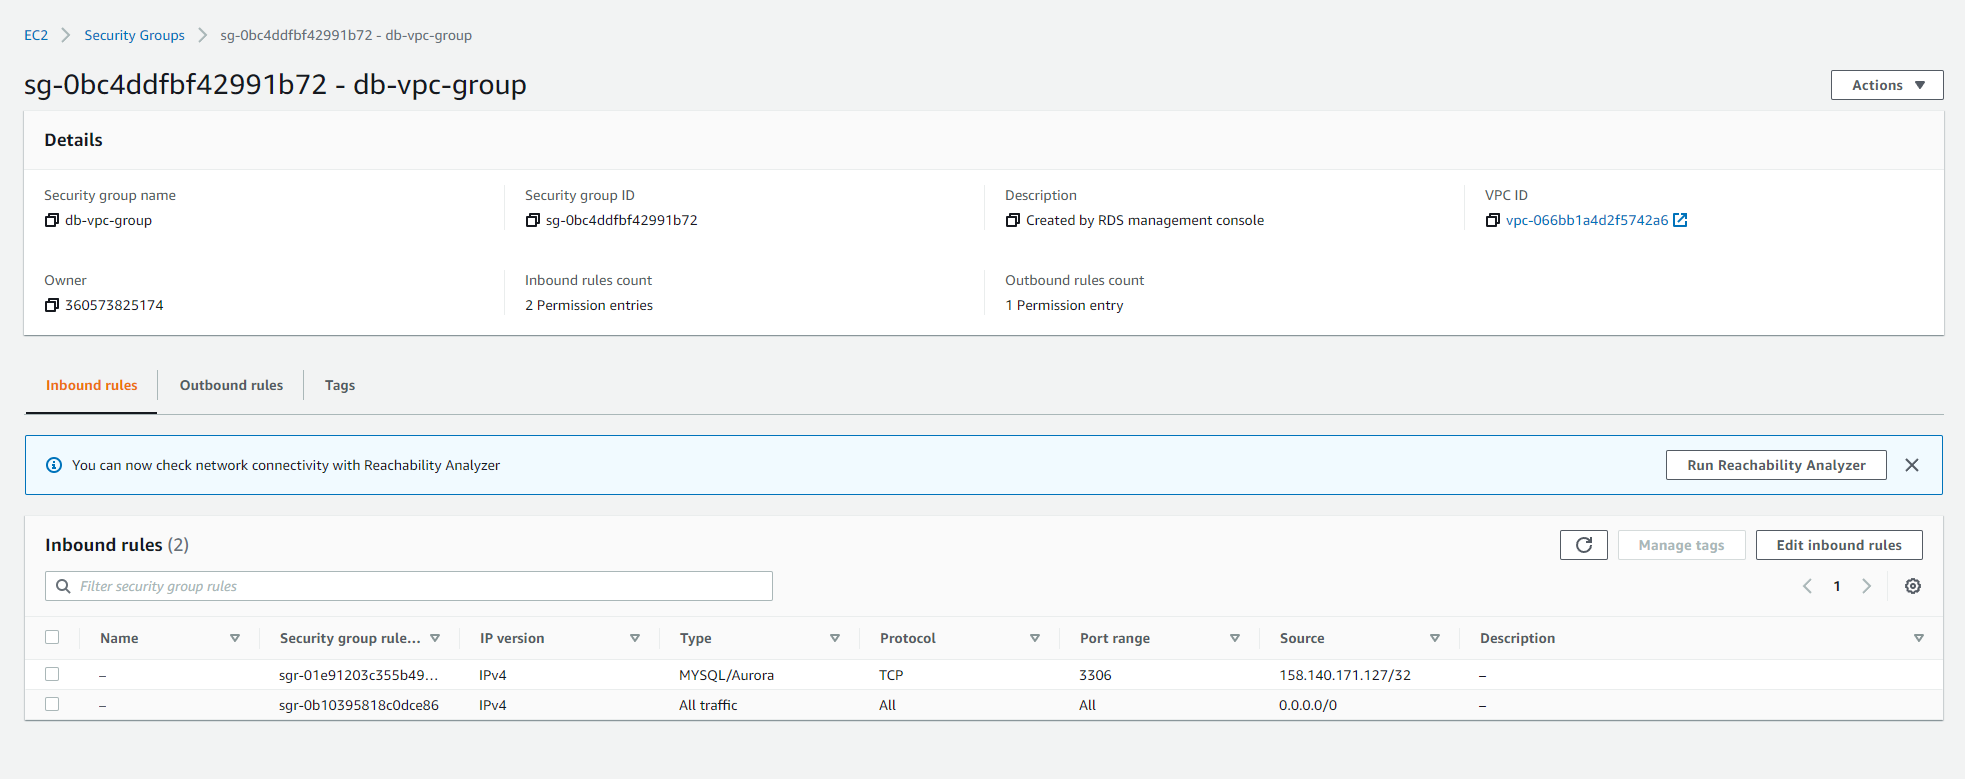 EC2 > Security Groups > sg-0bc4ddfbf42991b72 - db-vpc-group
sg-0bc4ddfbf42991b72 - db-vpc-group
Actions
Details
Security group name Security group ID Description VPC ID
db-vpc-group sg-0bc4ddfbf42991b72 Created by RDS management console vpc-066bb1a4d2f5742a6
Owner Inbound rules count Outbound rules count
360573825174 2 Permission entries 1 Permission entry
Inbound rules Outbound rules Tags
You can now check network connectivity with Reachability Analyzer Run Reachability Analyzer
Inbound rules (2) Manage tags Edit inbound rules
Filter security group rules 1
Name Security group rule... IP version Type Protocol Port range Source Description
– sgr-01e91203c355b49... IPv4 MYSQL/Aurora TCP 3306 158.140.171.127/32 –
– sgr-0b10395818c0dce86 IPv4 All traffic All All 0.0.0.0/0 –